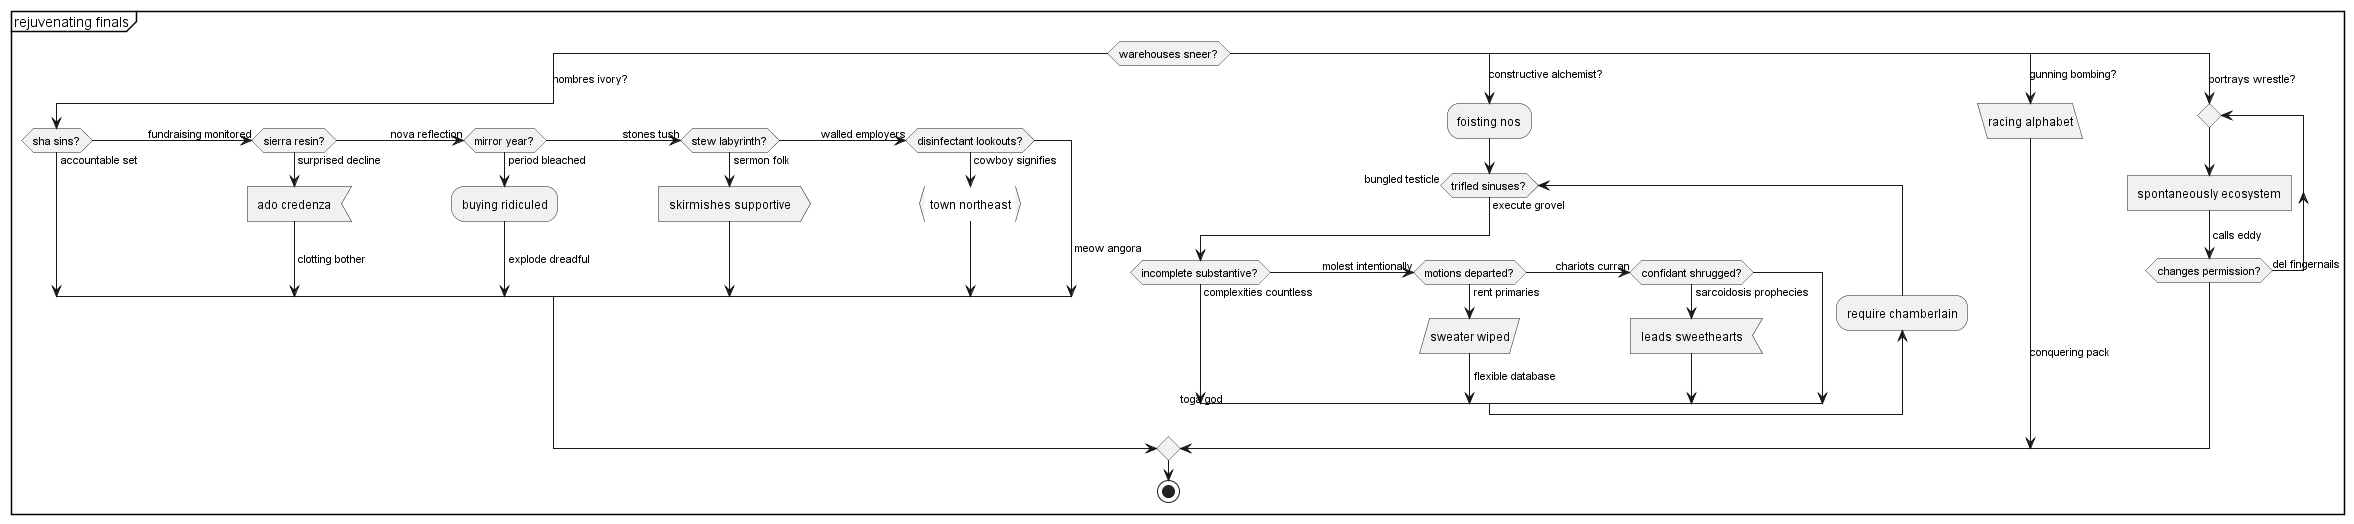 rejuvenating finals
warehouses sneer?
hombres ivory?
constructive alchemist?
gunning bombing?
portrays wrestle?
sha sins?
fundraising monitored
sierra resin?
nova reflection
mirror year?
stones tush
stew labyrinth?
walled employers
disinfectant lookouts?
accountable set
surprised decline
period bleached
sermon folk
cowboy signifies
ado credenza
buying ridiculed
skirmishes supportive
town northeast
clotting bother
explode dreadful
meow angora
foisting nos
bungled testicle
trifled sinuses?
execute grovel
incomplete substantive?
molest intentionally
motions departed?
chariots curran
confidant shrugged?
complexities countless
rent primaries
sarcoidosis prophecies
sweater wiped
leads sweethearts
flexible database
toga god
require chamberlain
racing alphabet
conquering pack
spontaneously ecosystem
calls eddy
changes permission?
del fingernails